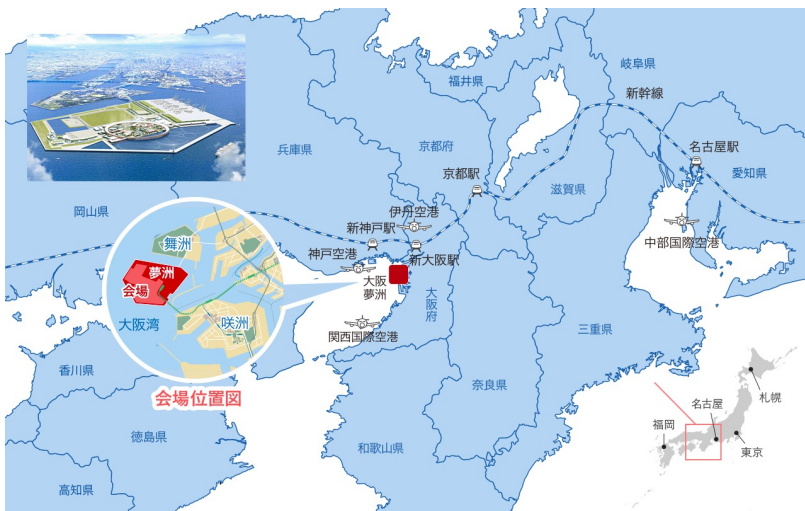 福井県
岐阜県
新幹線
兵庫県
京都府
名古屋駅
京都駅
愛知県
滋賀県
岡山県
伊丹空港
新神戸駅
舞洲
中部国際空港
神戸空港
新大阪駅
夢洲
会場
大阪
夢洲
大阪府
大阪湾
咲洲
関西国際空港
三重県
香川県
奈良県
会場位置図
札幌
名古屋
福岡
徳島県
和歌山県
東京
高知県